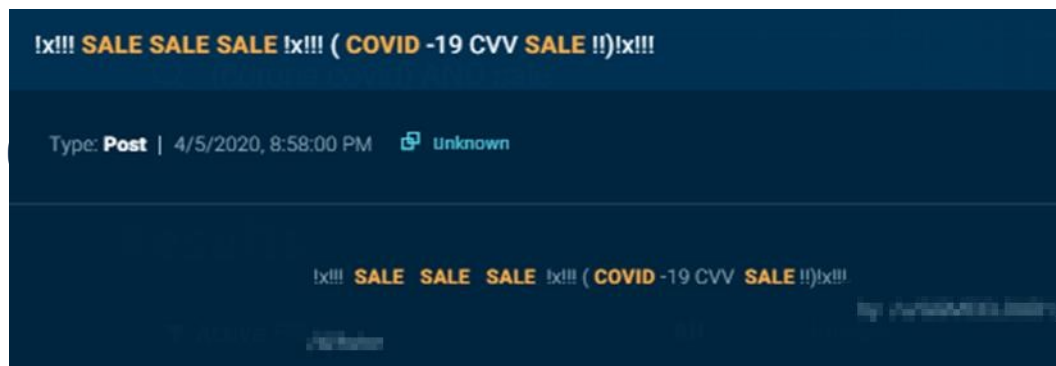 !x!!! SALE SALE SALE !x!!! ( COVID -19 CVV SALE !!)!x!!!
Type: Post | 4/5/2020, 8:58:00 PM Unknown
!x!!! SALE SALE SALE !x!!! ( COVID -19 CVV SALE !!)!x!!!
by